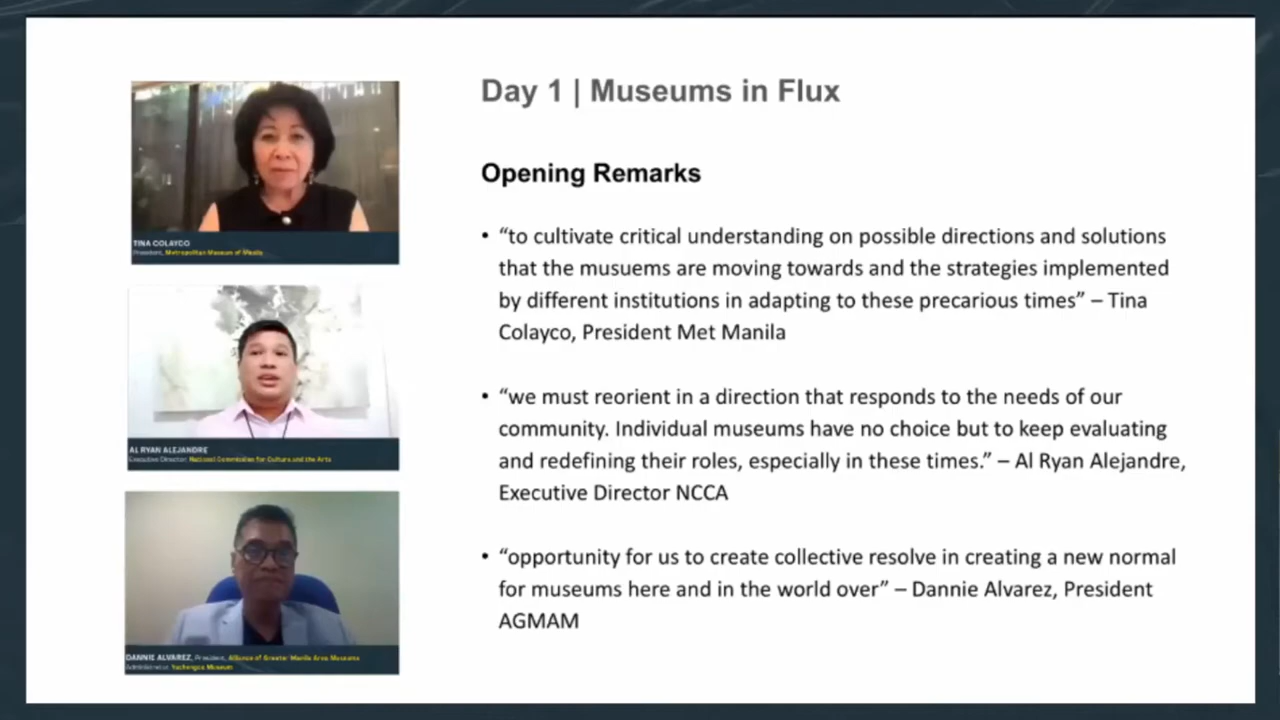 Day 1 | Museums in Flux
Opening Remarks
• “to cultivate critical understanding on possible directions and solutions
that the musuems are moving towards and the strategies implemented
by different institutions in adapting to these precarious times” – Tina
Colayco, President Met Manila
• “we must reorient in a direction that responds to the needs of our
community. Individual museums have no choice but to keep evaluating
and redefining their roles, especially in these times.” – Al Ryan Alejandre,
Executive Director NCCA
• “opportunity for us to create collective resolve in creating a new normal
for museums here and in the world over” – Dannie Alvarez, President
AGMAM
TINA COLAYCO
President, Metropolitan Museum of Manila
AL RYAN ALEJANDRE
Executive Director, National Commission for Culture and the Arts
DANNIE ALVAREZ, President, Alliance of Greater Manila Area Museums
Administrator, Yuchengco Museum